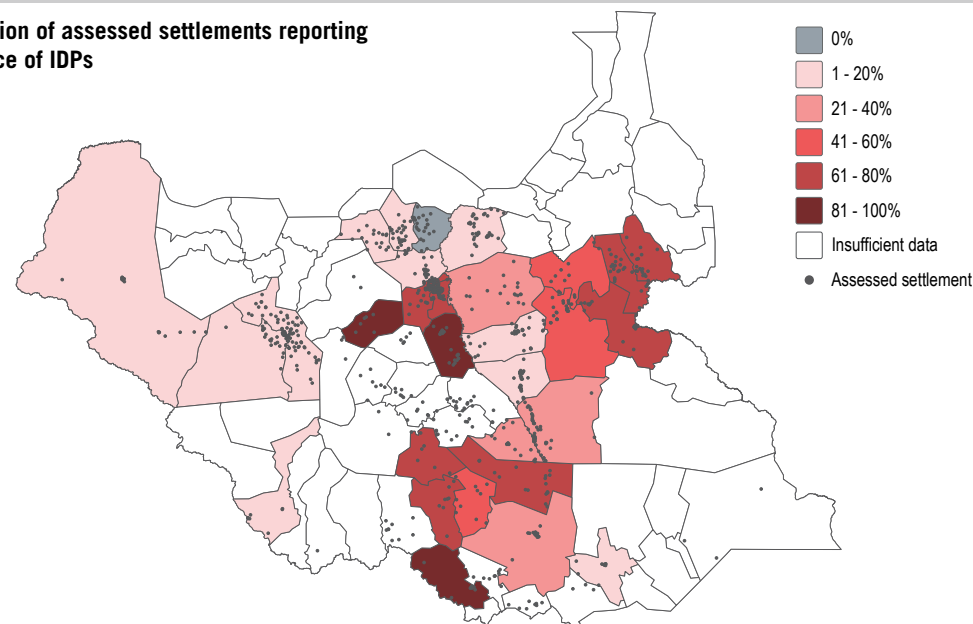 ion of assessed settlements reporting
ce of IDPs
0%
1 - 20%
21 - 40%
41 - 60%
61 - 80%
81 - 100%
Insufficient data
Assessed settlement